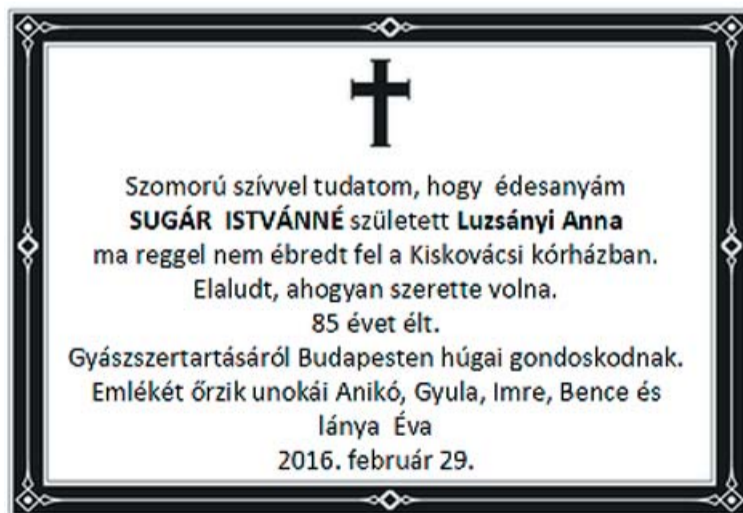 Szomorú szívvel tudatom, hogy édesanyám
SUGÁR ISTVÁNNÉ született Luzsányi Anna
ma reggel nem ébredt fel a Kiskovácsi kórházban.
Elaludt, ahogyan szerette volna.
85 évet élt.
Gyászszertartásáról Budapesten húgai gondoskodnak.
Emlékét őrzik unokái Anikó, Gyula, Imre, Bence és
lánya Éva
2016. február 29.